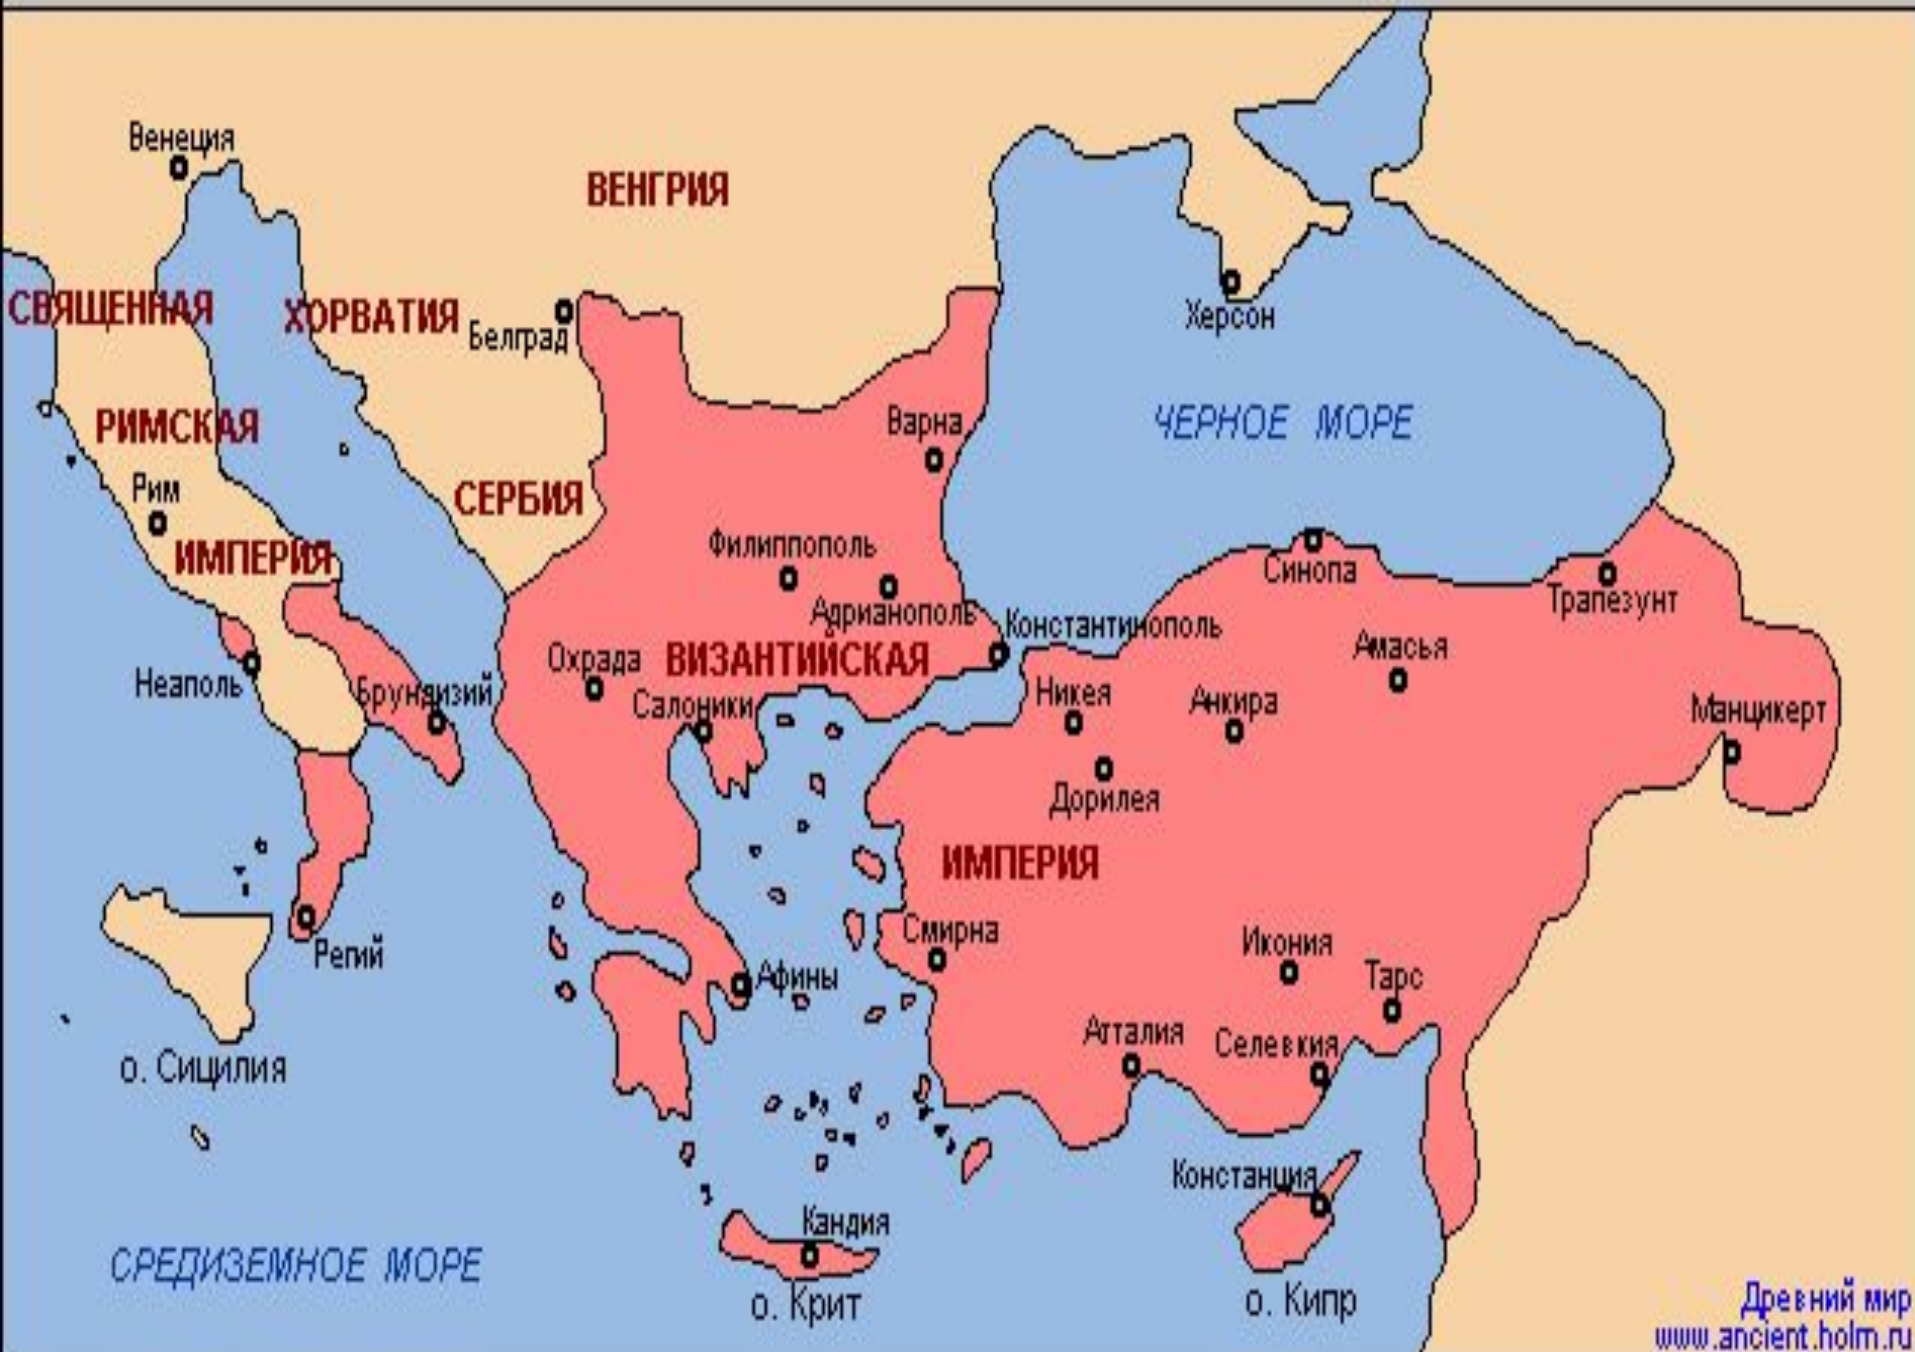 Венеция
ВЕНГРИЯ
СВЯЩЕННАЯ
ХОРВАТИЯ
Белград
Херсон
РИМСКАЯ
Варна
ЧЕРНОЕ МОРЕ
Рим
СЕРБИЯ
ИМПЕРИЯ
Филиппополь
Адрианополь
Константинополь
Синопа
Трапезунт
Неаполь
Брундизий
Охрада
ВИЗАНТИЙСКАЯ
Салоники
Никея
Анкира
Амасья
Манцикерт
Дорилея
ИМПЕРИЯ
Регий
Афины
Смирна
Икония
Тарс
о. Сицилия
Атталия
Селевкия
Констанция
Кандия
СРЕДИЗЕМНОЕ МОРЕ
о. Крит
о. Кипр
Древний мир
www.ancient.holm.ru